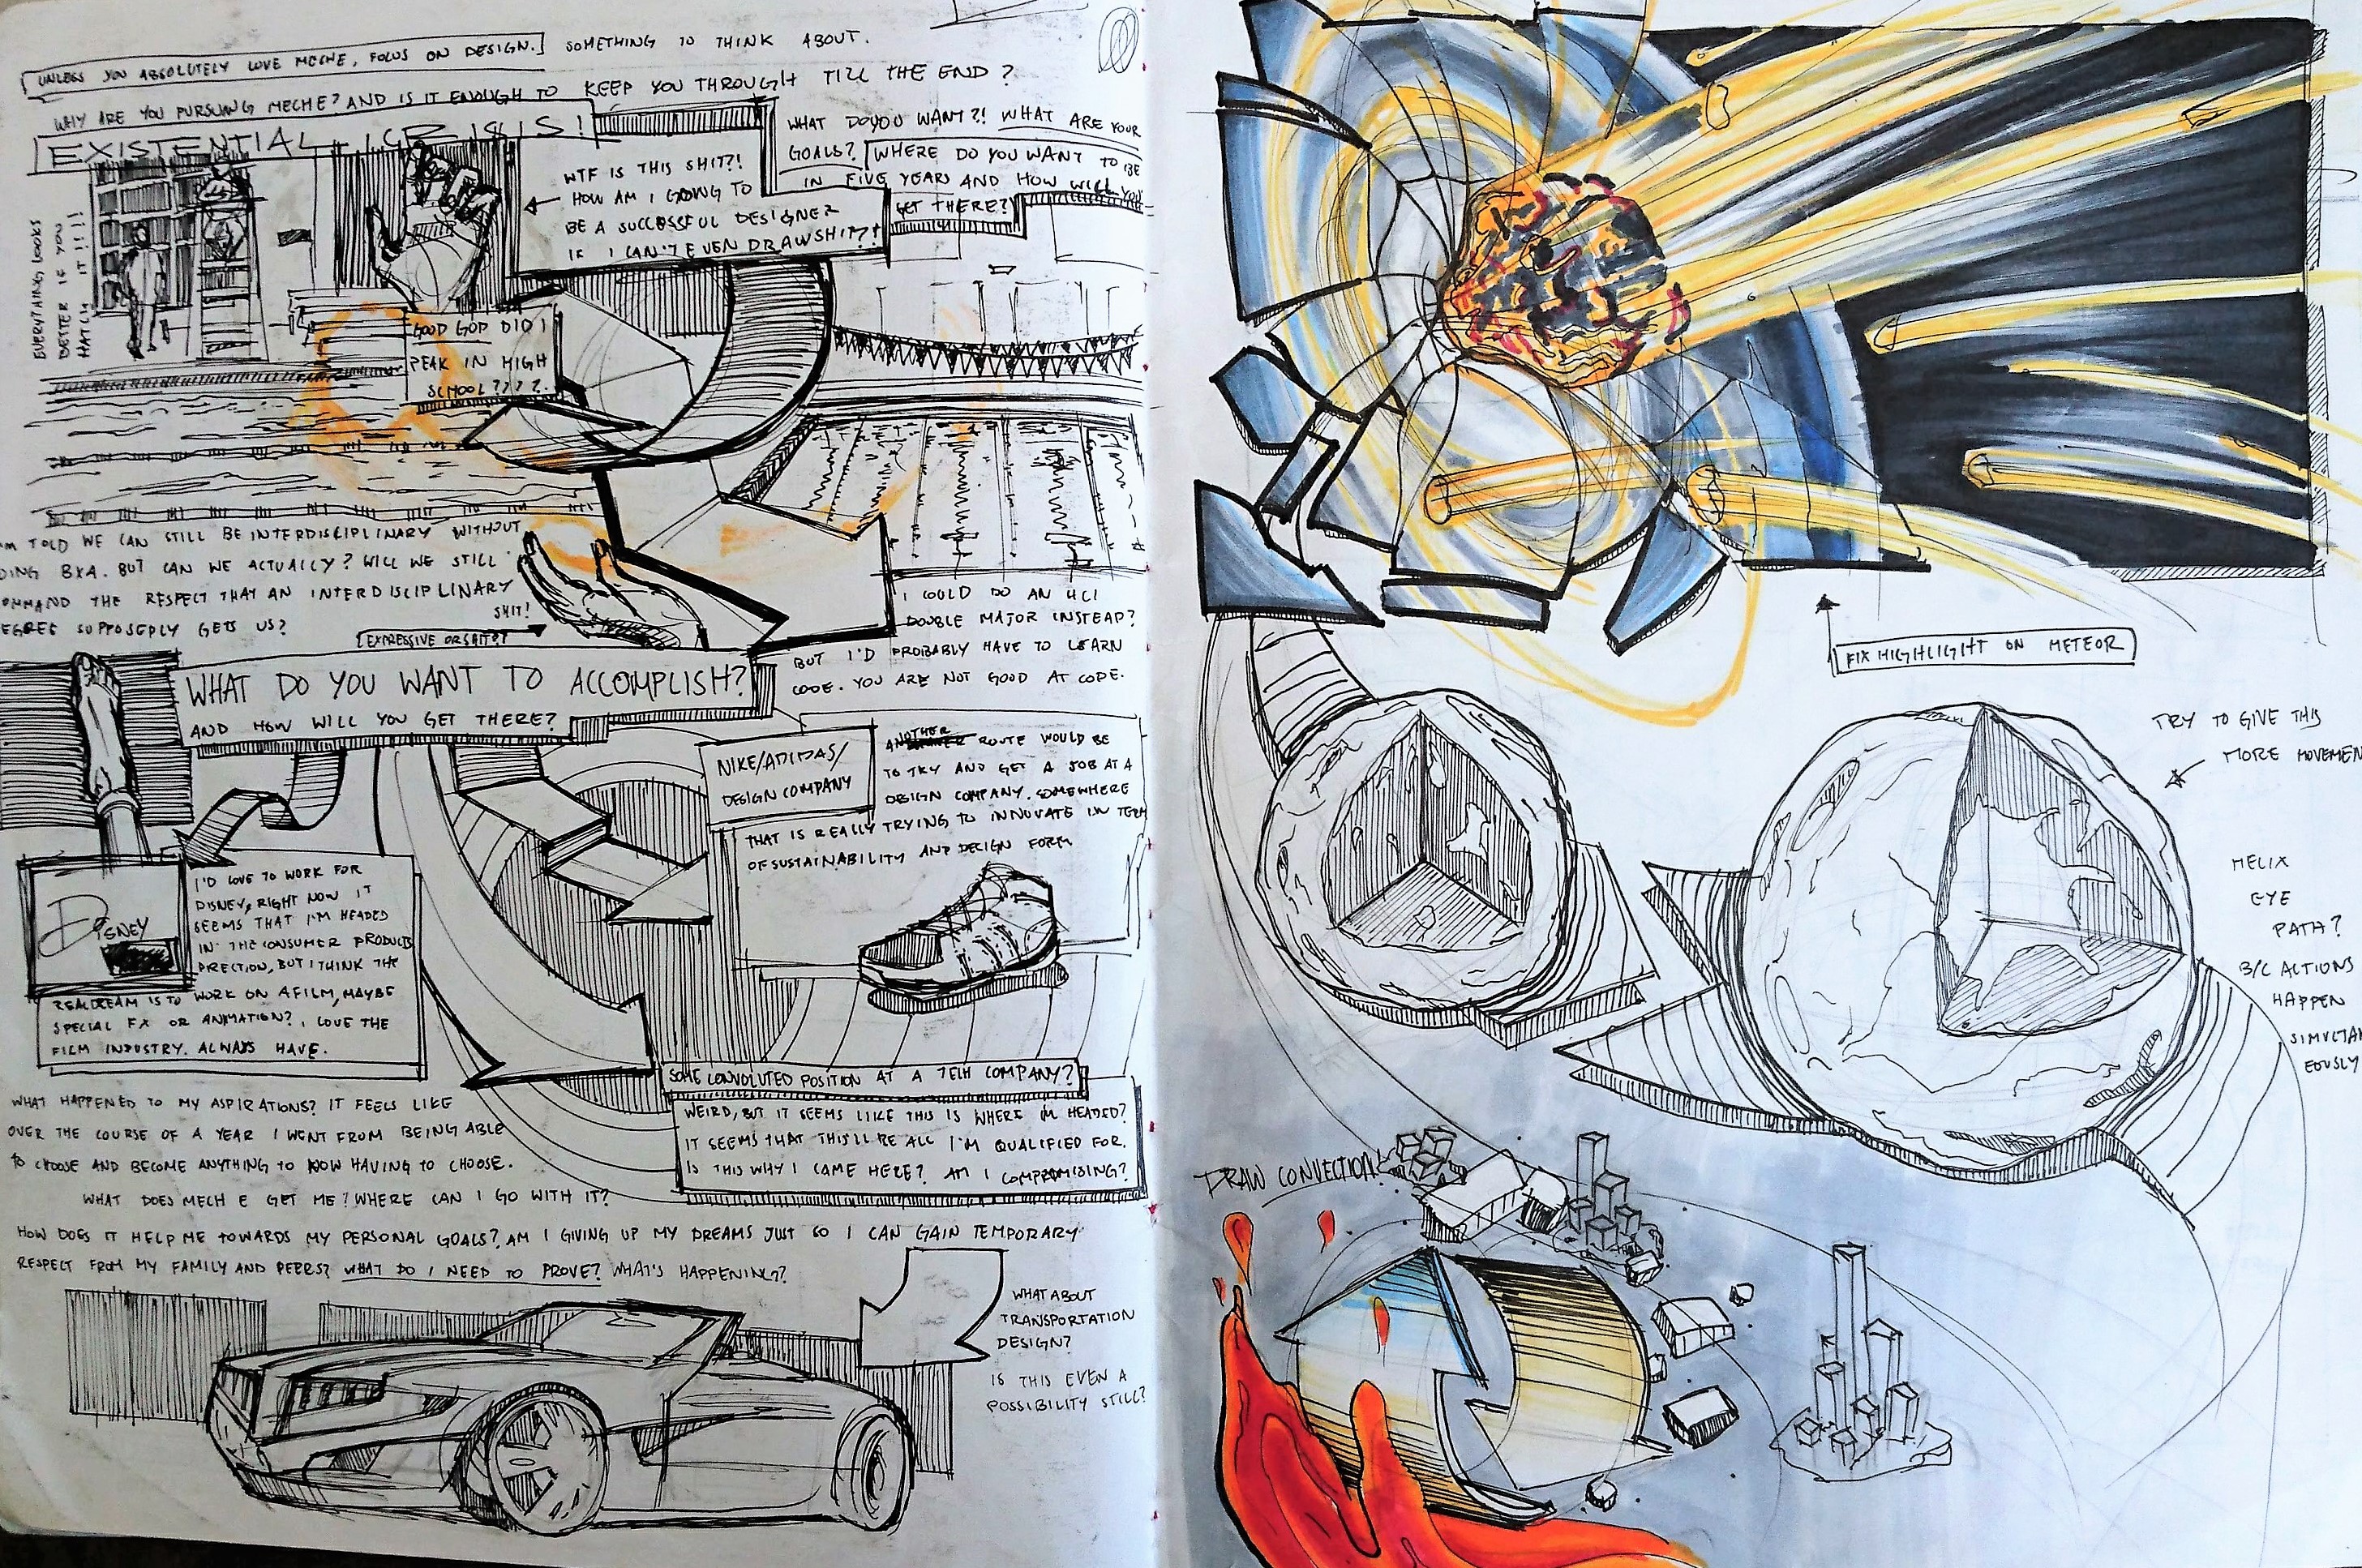 UNLESS YOU ABSOLUTELY LOVE MECHE, FOCUS ON DESIGN. SOMETHING TO THINK ABOUT.
WHY ARE YOU PURSUING MECHE? AND IS IT ENOUGH TO KEEP YOU THROUGH TILL THE END?
EXISTENTIAL CRISIS!
WHAT DO YOU WANT?! WHAT ARE YOUR
GOALS? WHERE DO YOU WANT TO BE
IN FIVE YEARS AND HOW WILL YOU
GET THERE?
WTF IS THIS SHIT?!
HOW AM I GOING TO
BE A SUCCESSFUL DESIGNER
IF I CAN'T EVEN DRAW SHIT?!
EVERYTHING LOOKS
BETTER IF YOU
HATCH IT!!!!
GOOD GOD DID I
PEAK IN HIGH
SCHOOL????
I'M TOLD WE CAN STILL BE INTERDISCIPLINARY WITHOUT
DING BXA. BUT CAN WE ACTUALLY? WILL WE STILL
OMMAND THE RESPECT THAT AN INTERDISCIPLINARY
EGREE SUPPOSEDLY GETS US?
SHIT!
EXPRESSIVE OR SHIT??
I COULD DO AN HCI
DOUBLE MAJOR INSTEAD?
BUT I'D PROBABLY HAVE TO LEARN
CODE. YOU ARE NOT GOOD AT CODE.
WHAT DO YOU WANT TO ACCOMPLISH?
AND HOW WILL YOU GET THERE?
NIKE/ADIDAS/
DESIGN COMPANY
ANOTHER ROUTE WOULD BE
TO TRY AND GET A JOB AT A
DESIGN COMPANY. SOMEWHERE
THAT IS REALLY TRYING TO INNOVATE IN TERM
OF SUSTAINABILITY AND DESIGN FORM
DISNEY
I'D LOVE TO WORK FOR
DISNEY, RIGHT NOW IT
SEEMS THAT I'M HEADED
IN THE CONSUMER PRODUCTS
DIRECTION, BUT I THINK THE
REAL DREAM IS TO WORK ON A FILM, MAYBE
SPECIAL FX OR ANIMATION? I LOVE THE
FILM INDUSTRY. ALWAYS HAVE.
SOME CONVOLUTED POSITION AT A TECH COMPANY?
WEIRD, BUT IT SEEMS LIKE THIS IS WHERE I'M HEADED?
IT SEEMS THAT THIS'LL BE ALL I'M QUALIFIED FOR.
IS THIS WHY I CAME HERE? AM I COMPROMISING?
WHAT HAPPENED TO MY ASPIRATIONS? IT FEELS LIKE
OVER THE COURSE OF A YEAR I WENT FROM BEING ABLE
TO CHOOSE AND BECOME ANYTHING TO NOW HAVING TO CHOOSE.
WHAT DOES MECH E GET ME? WHERE CAN I GO WITH IT?
HOW DOES IT HELP ME TOWARDS MY PERSONAL GOALS? AM I GIVING UP MY DREAMS JUST SO I CAN GAIN TEMPORARY
RESPECT FROM MY FAMILY AND PEERS? WHAT DO I NEED TO PROVE? WHAT'S HAPPENING?
WHAT ABOUT
TRANSPORTATION
DESIGN?
IS THIS EVEN A
POSSIBILITY STILL?
FIX HIGHLIGHT ON METEOR
TRY TO GIVE THIS
MORE MOVEMEN
HELIX
EYE
PATH?
B/C ACTIONS
HAPPEN
SIMULTAN
EOUSLY
DRAW CONVECTION!